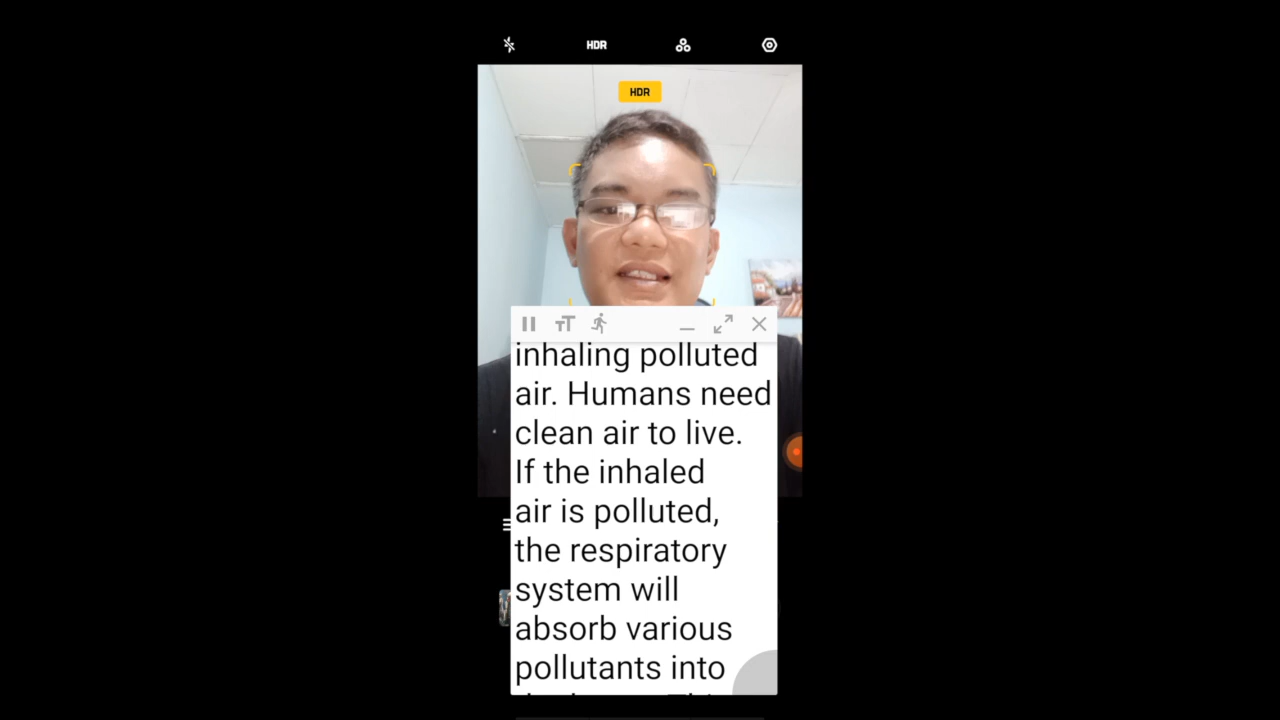 HDR
HDR
inhaling polluted
air. Humans need
clean air to live.
If the inhaled
air is polluted,
the respiratory
system will
absorb various
pollutants into